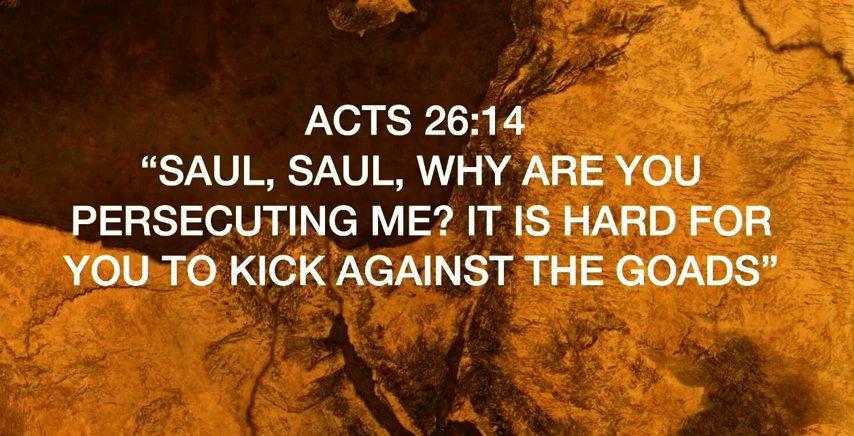 ACTS 26:14
“SAUL, SAUL, WHY ARE YOU
PERSECUTING ME? IT IS HARD FOR
YOU TO KICK AGAINST THE GOADS”